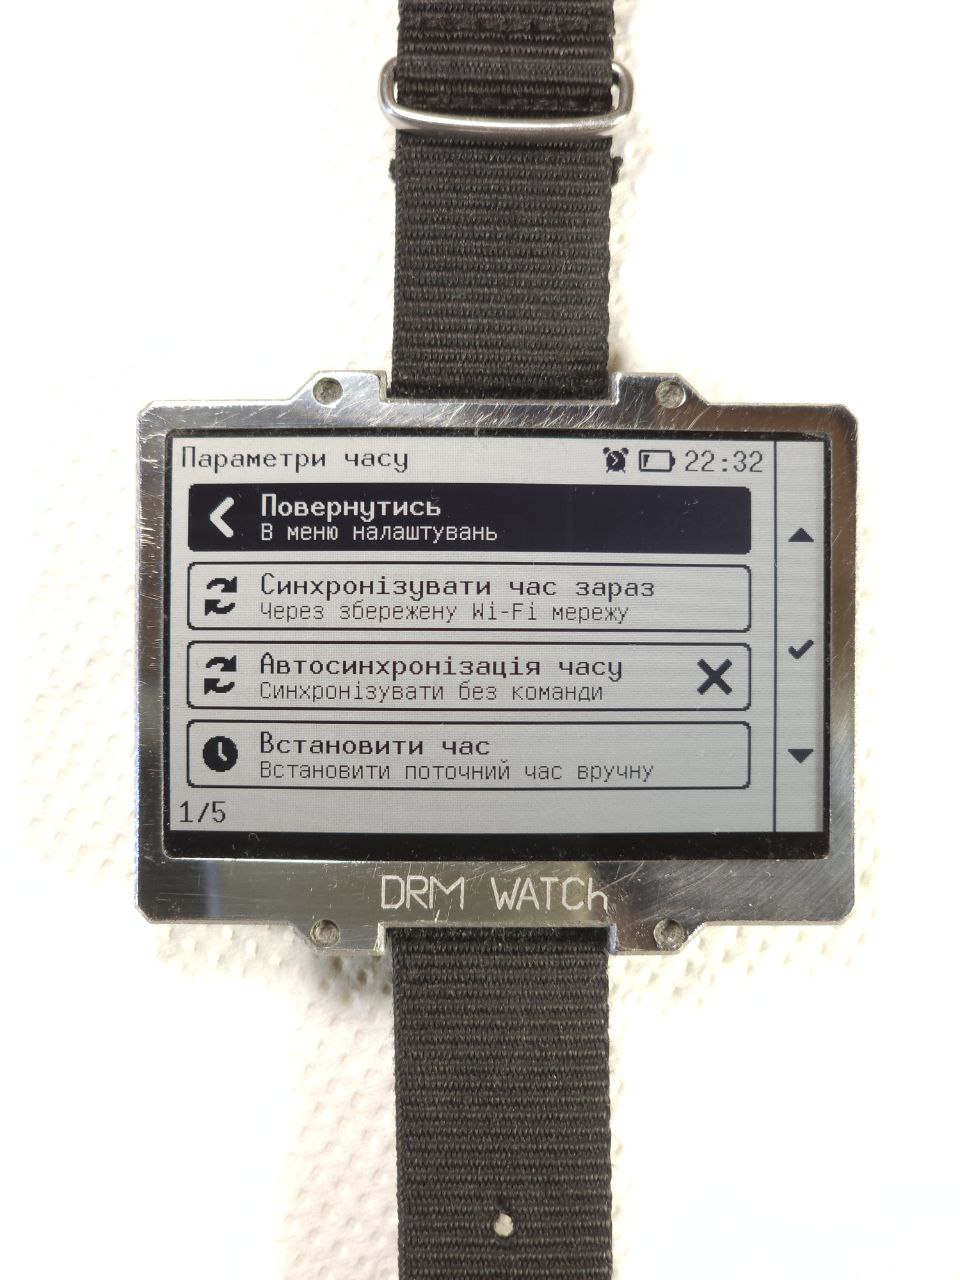 Параметри часу 22:32
Повернутись
В меню налаштувань
Синхронізувати час зараз
Через збережену Wi-Fi мережу
Автосинхронізація часу
Синхронізувати без команди
Встановити час
Встановити поточний час вручну
1/5
DRM WATCh